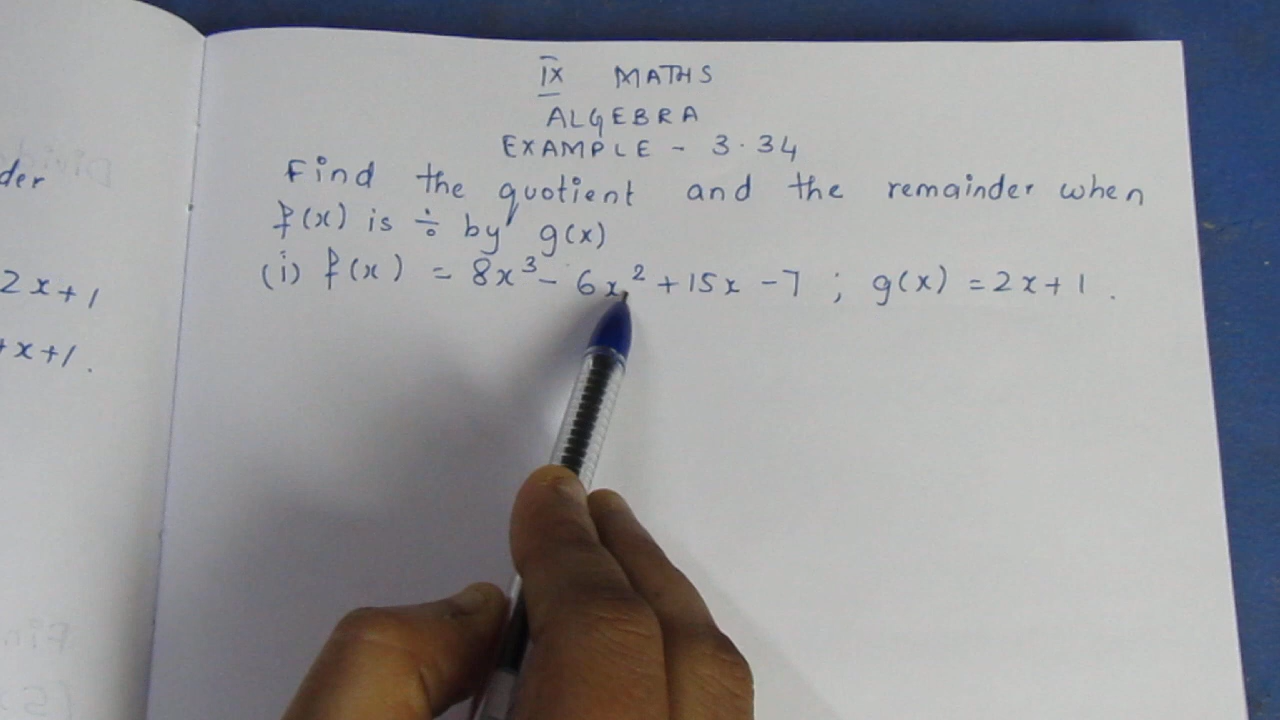 der
2x+1
+x+1.
IX MATHS
ALGEBRA
EXAMPLE - 3.34
Find the quotient and the remainder when
f(x) is ÷ by g(x)
(i) f(x) = 8x³ - 6x² + 15x - 7 ; g(x) = 2x+1.